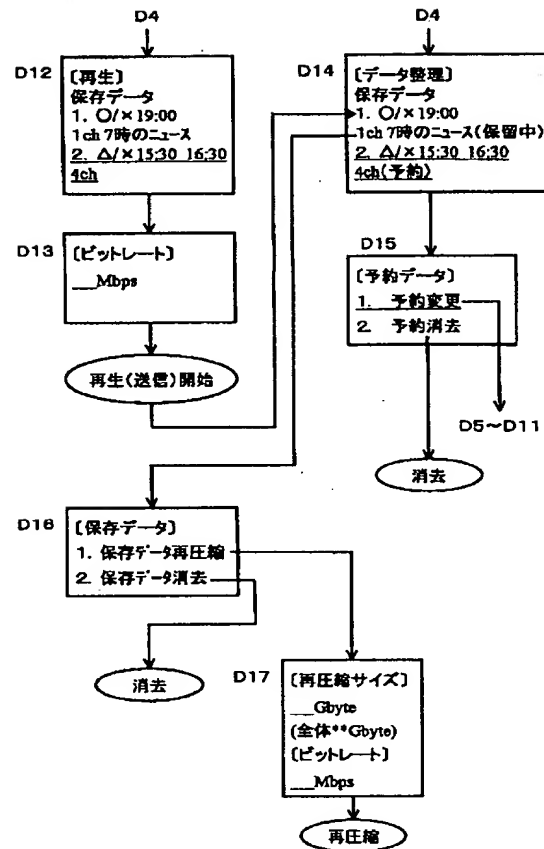 D4
D12
〔再生〕
保存データ
1. 〇/×19:00
1ch 7時のニュース
2. △/×15:30 16:30
4ch
D13
〔ビットレート〕
___Mbps
再生(送信)開始
D4
D14
〔データ整理〕
保存データ
1. 〇/×19:00
1ch 7時のニュース(保留中)
2. △/×15:30 16:30
4ch(予約)
D15
〔予約データ〕
1. 予約変更
2. 予約消去
D5～D11
消去
D16
〔保存データ〕
1. 保存データ再圧縮
2. 保存データ消去
消去
D17
〔再圧縮サイズ〕
___Gbyte
(全体**Gbyte)
〔ビットレート〕
___Mbps
再圧縮